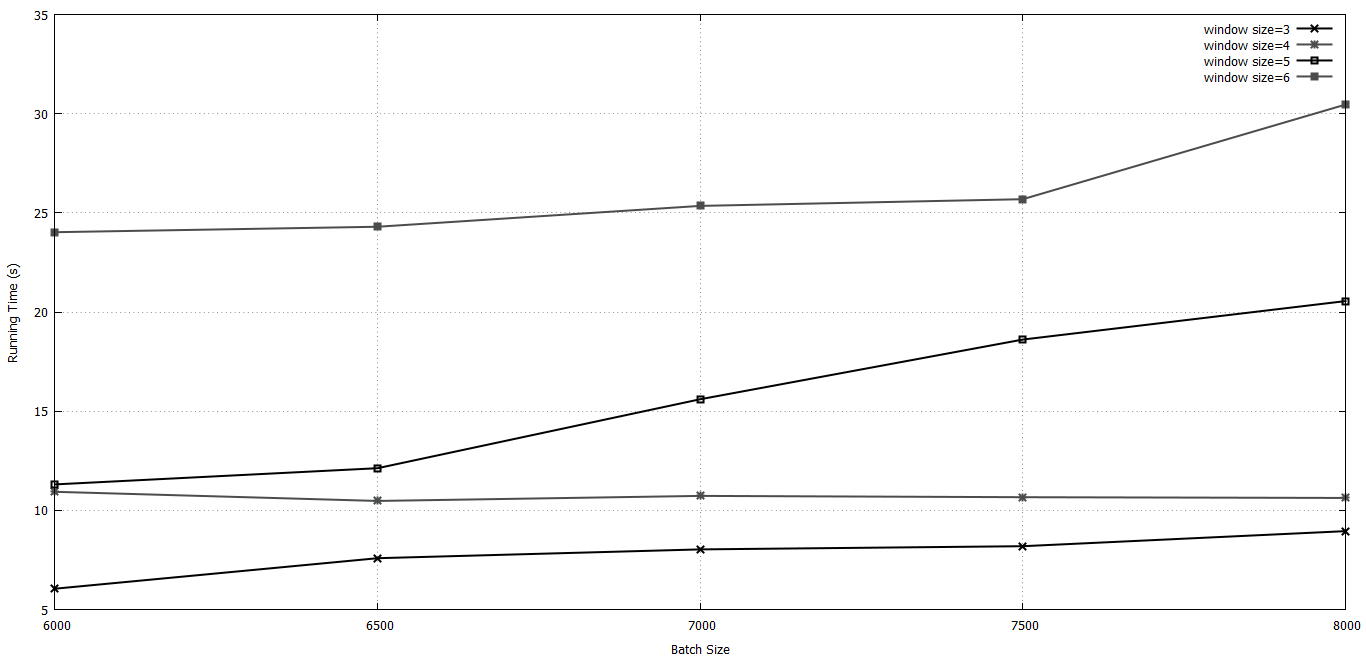 35
window size=3
window size=4
window size=5
window size=6
30
25
20
15
10
5
Running Time (s)
6000 6500 7000 7500 8000
Batch Size